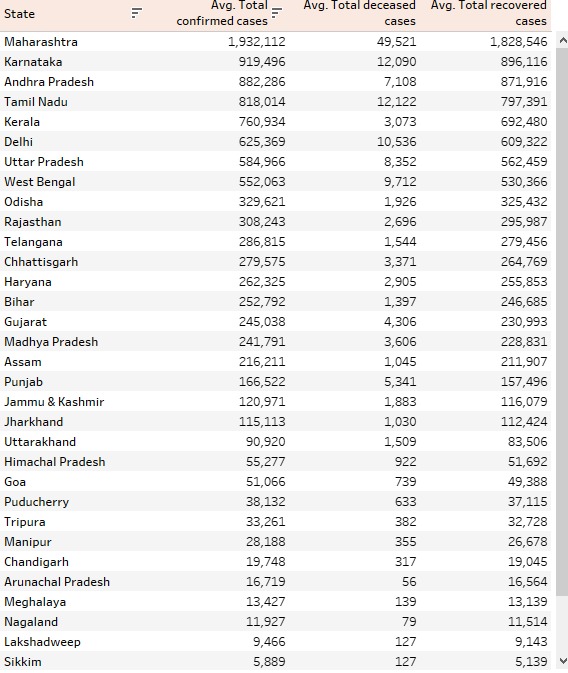 State Avg. Total confirmed cases Avg. Total deceased cases Avg. Total recovered cases
Maharashtra 1,932,112 49,521 1,828,546
Karnataka 919,496 12,090 896,116
Andhra Pradesh 882,286 7,108 871,916
Tamil Nadu 818,014 12,122 797,391
Kerala 760,934 3,073 692,480
Delhi 625,369 10,536 609,322
Uttar Pradesh 584,966 8,352 562,459
West Bengal 552,063 9,712 530,366
Odisha 329,621 1,926 325,432
Rajasthan 308,243 2,696 295,987
Telangana 286,815 1,544 279,456
Chhattisgarh 279,575 3,371 264,769
Haryana 262,325 2,905 255,853
Bihar 252,792 1,397 246,685
Gujarat 245,038 4,306 230,993
Madhya Pradesh 241,791 3,606 228,831
Assam 216,211 1,045 211,907
Punjab 166,522 5,341 157,496
Jammu & Kashmir 120,971 1,883 116,079
Jharkhand 115,113 1,030 112,424
Uttarakhand 90,920 1,509 83,506
Himachal Pradesh 55,277 922 51,692
Goa 51,066 739 49,388
Puducherry 38,132 633 37,115
Tripura 33,261 382 32,728
Manipur 28,188 355 26,678
Chandigarh 19,748 317 19,045
Arunachal Pradesh 16,719 56 16,564
Meghalaya 13,427 139 13,139
Nagaland 11,927 79 11,514
Lakshadweep 9,466 127 9,143
Sikkim 5,889 127 5,139